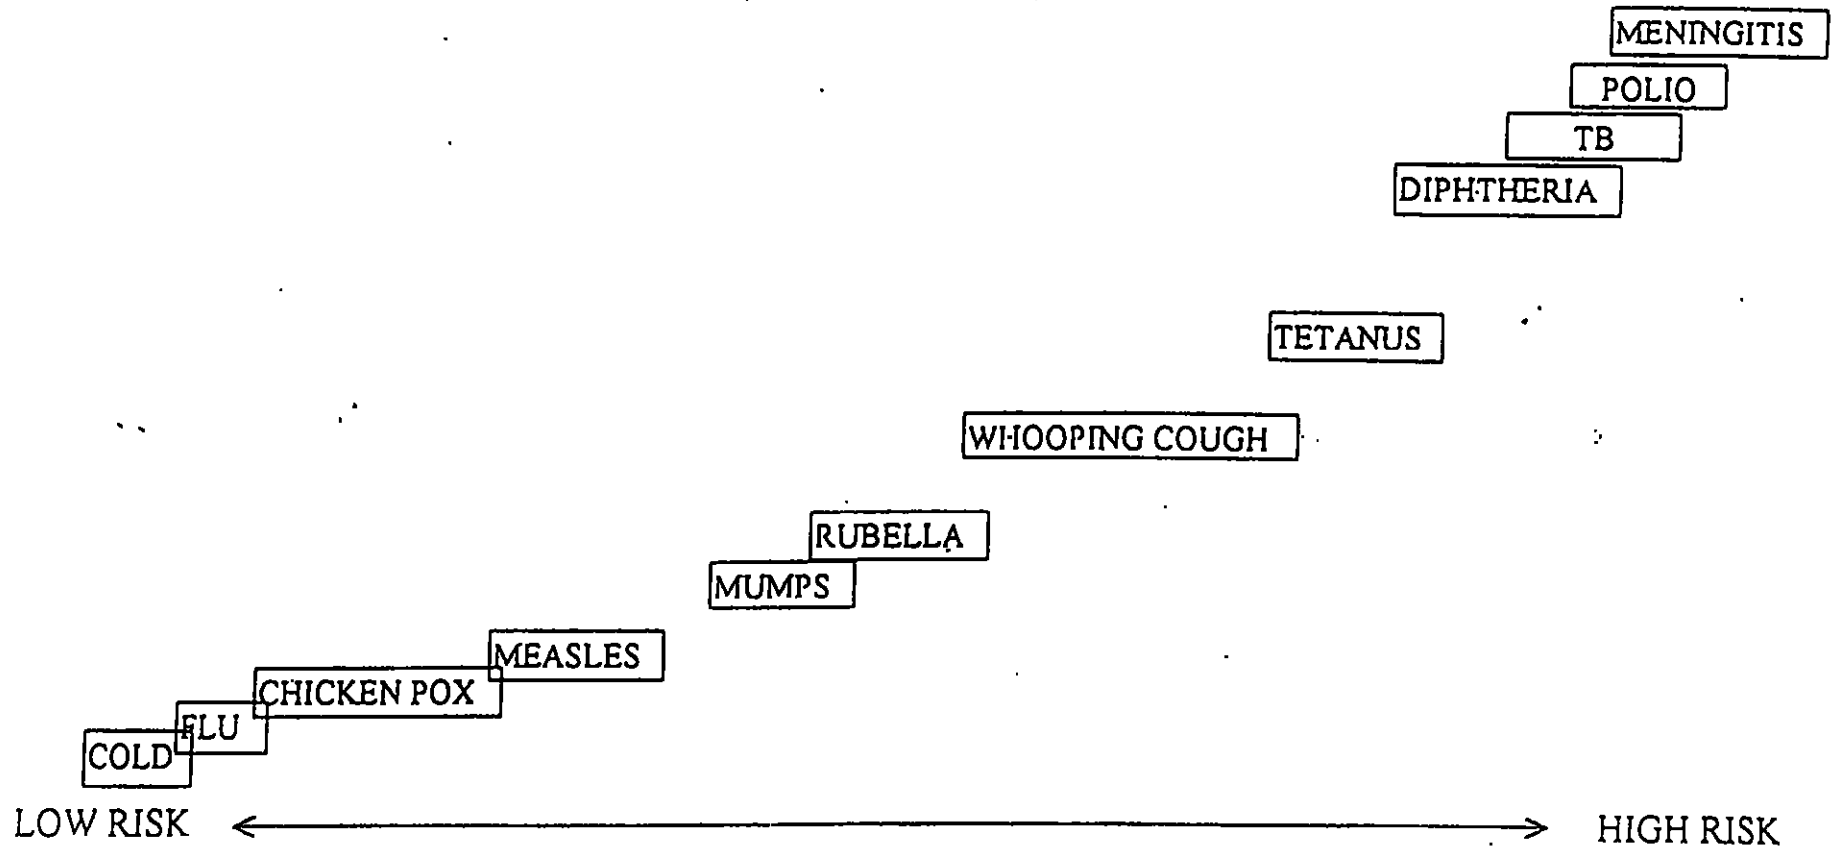 MENINGITIS
POLIO
TB
DIPHTHERIA
TETANUS
WHOOPING COUGH
RUBELLA
MUMPS
MEASLES
CHICKEN POX
FLU
COLD
LOW RISK HIGH RISK